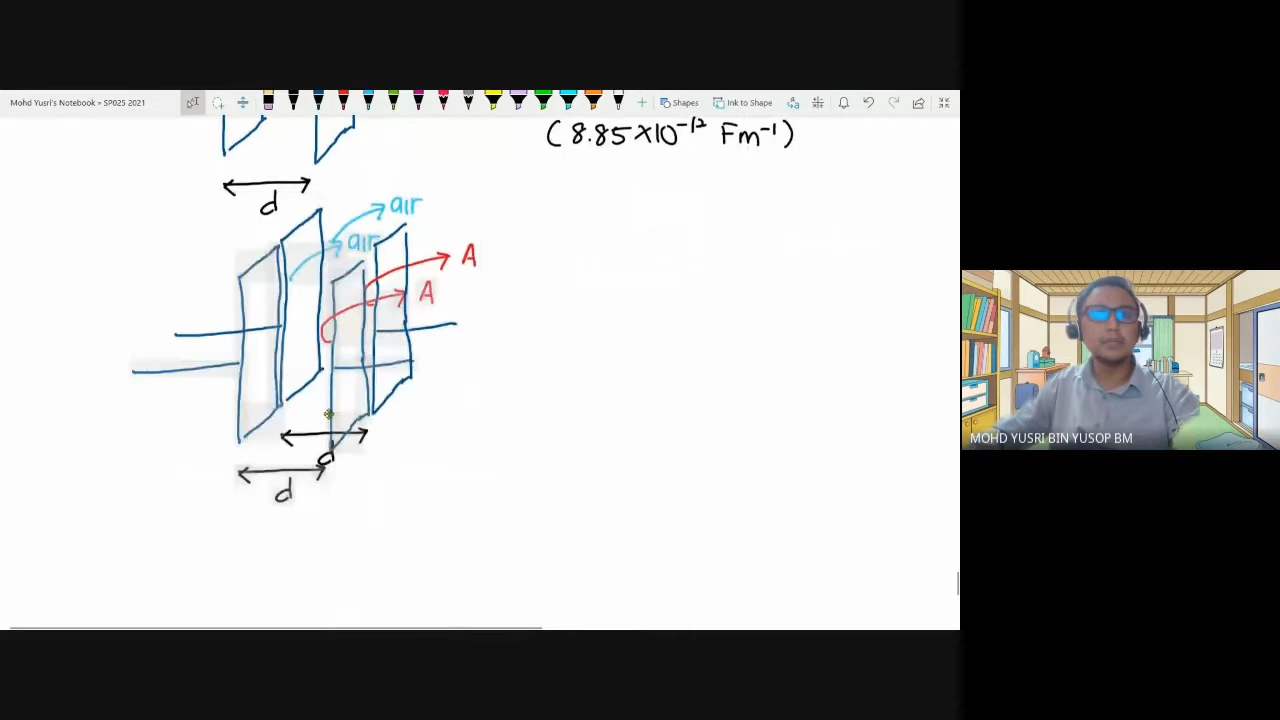 Mohd Yusri's Notebook » SP025 2021
Shapes
Ink to Shape
(8.85×10⁻¹² Fm⁻¹)
d
air
air
A
A
d
d
MOHD YUSRI BIN YUSOP BM